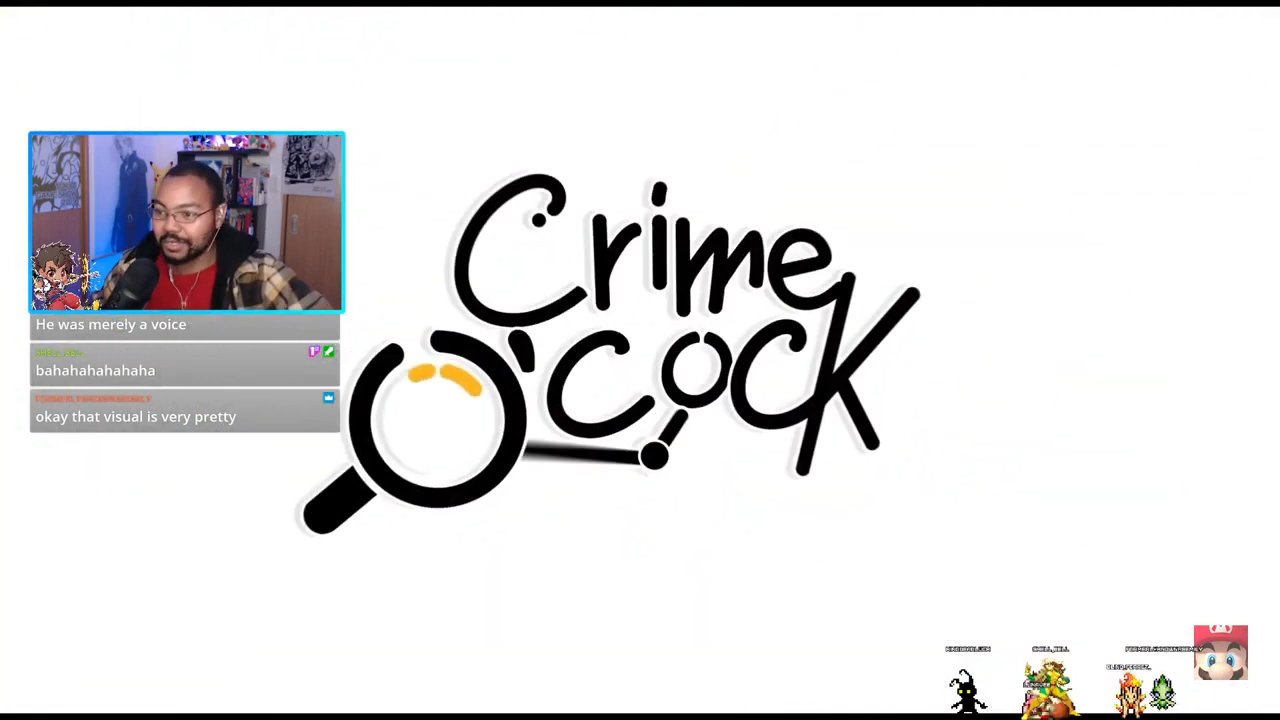 Crime
O'cocK
He was merely a voice
bahahahahahaha
okay that visual is very pretty